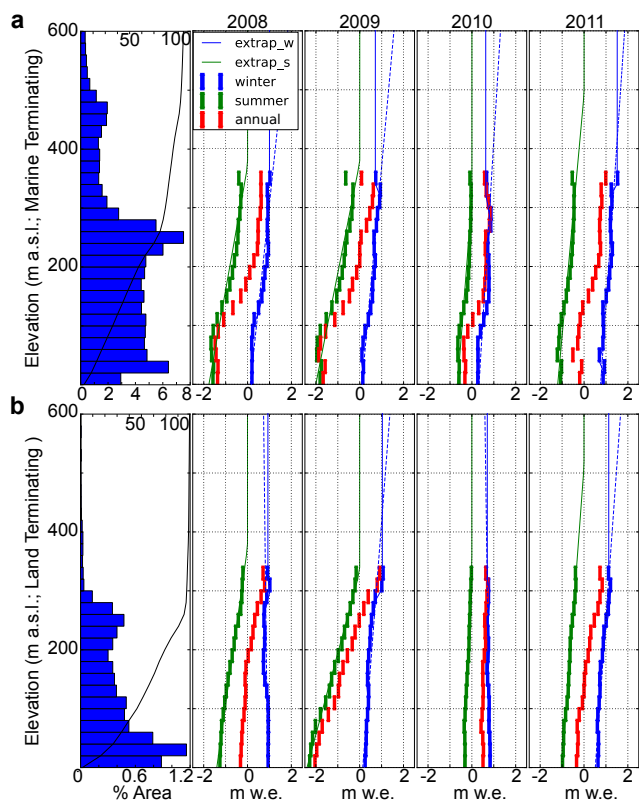 a
2008 2009 2010 2011
600 50 100
extrap_w
extrap_s
winter
summer
annual
400
200
Elevation (m a.s.l.; Marine Terminating)
0 2 4 6 8 -2 0 2 -2 0 2 -2 0 2 -2 0 2
b
600 50 100
400
200
0
Elevation (m a.s.l.; Land Terminating )
0 0.6 1.2 -2 0 2 -2 0 2 -2 0 2 -2 0 2
% Area m w.e. m w.e. m w.e. m w.e.